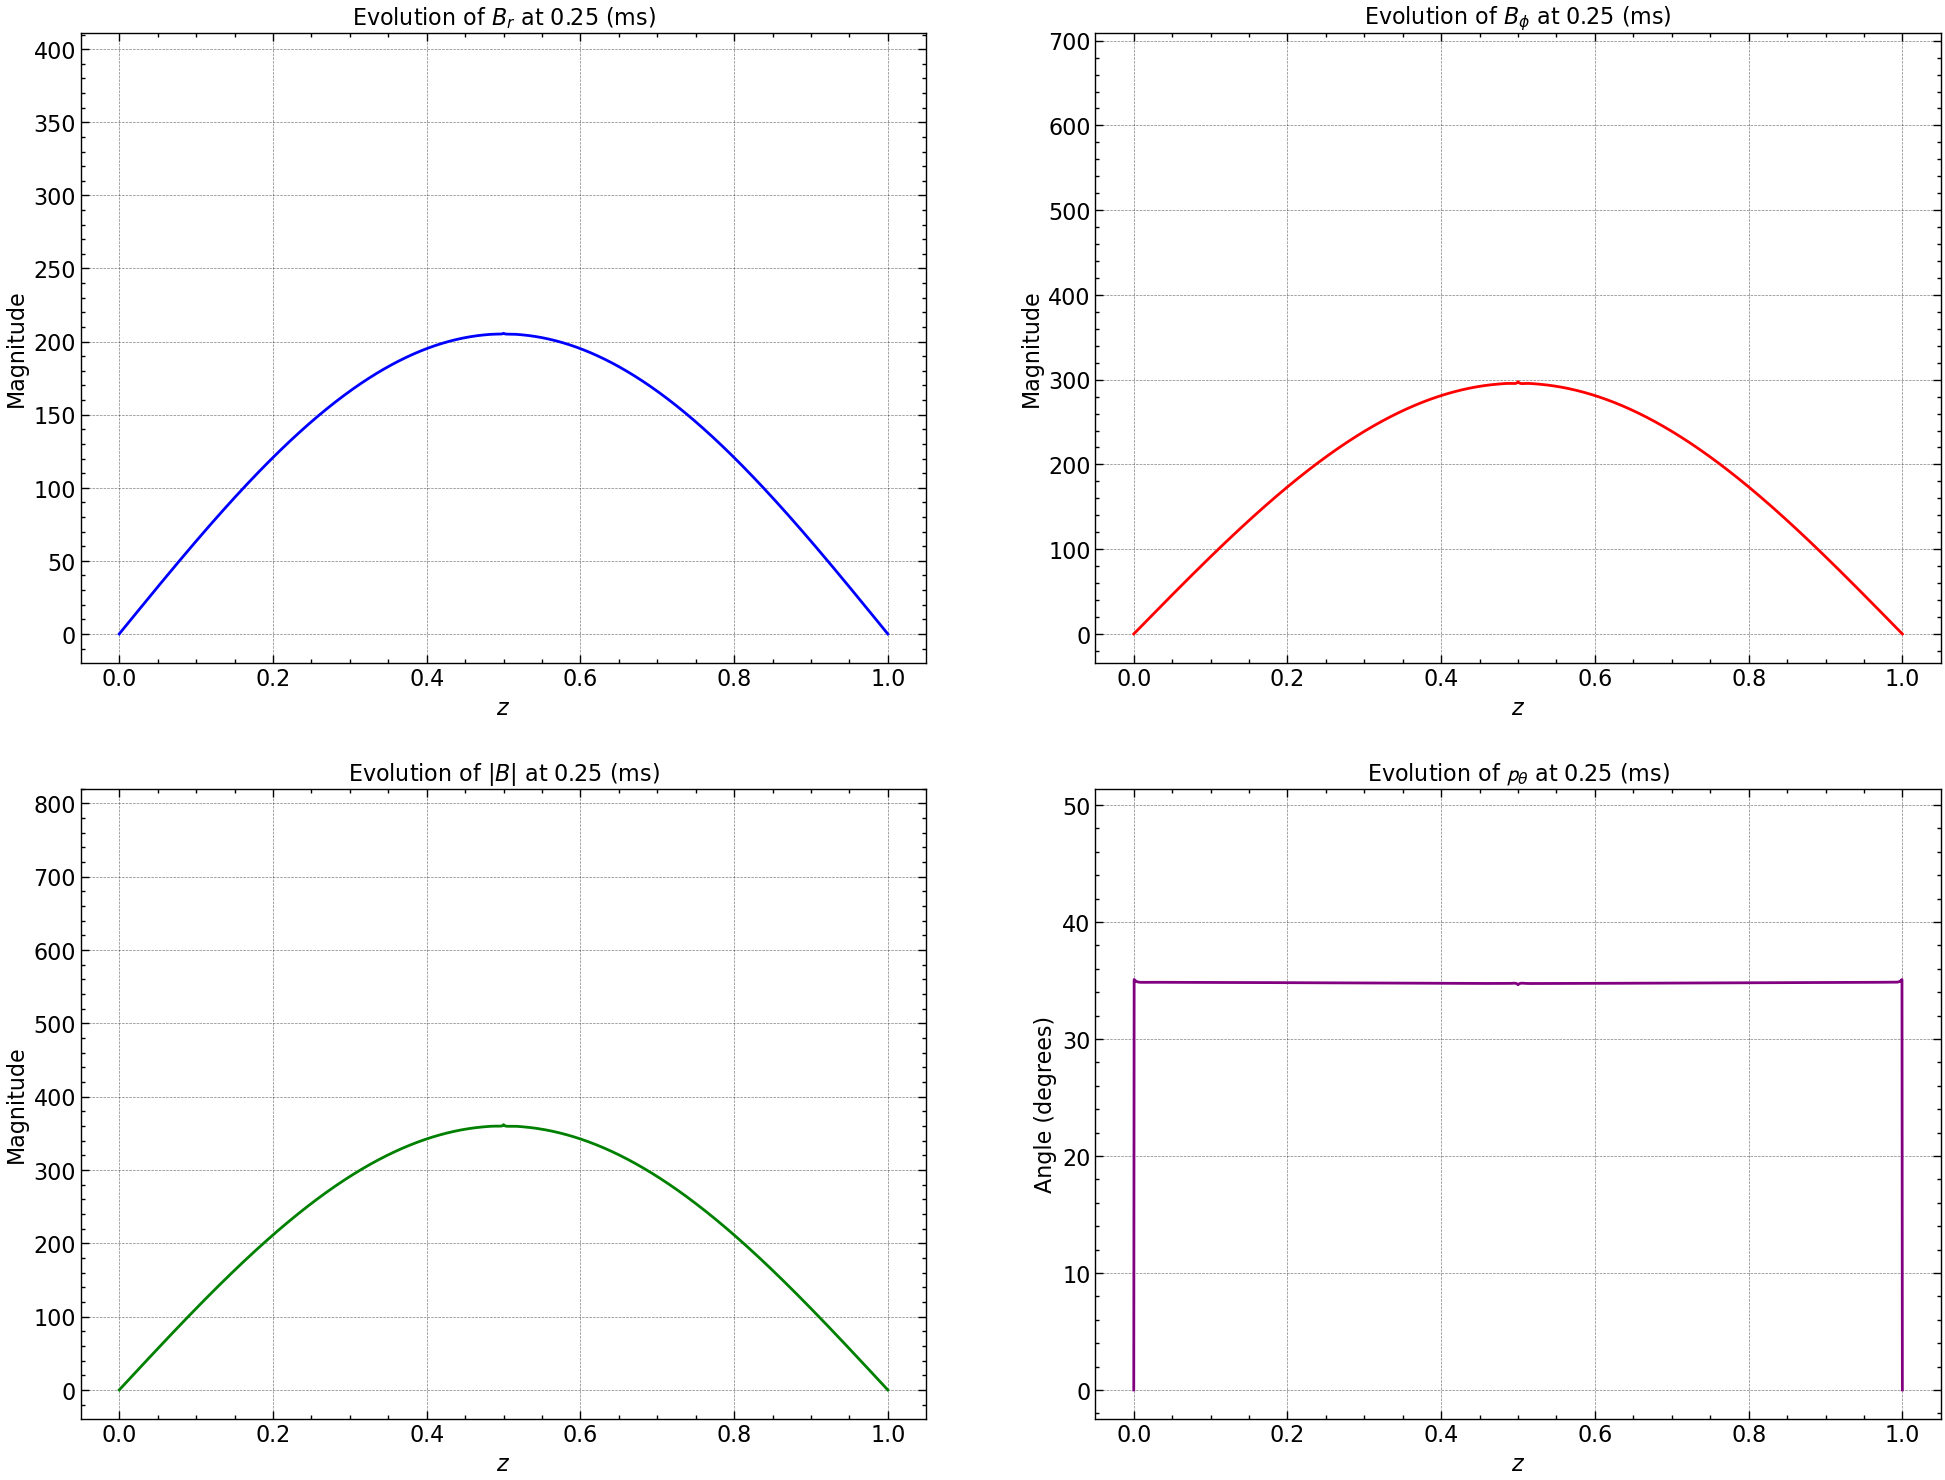 Evolution of B_r at 0.25 (ms)
400
350
300
250
200
150
100
50
0
Magnitude
0.0 0.2 0.4 0.6 0.8 1.0
z
Evolution of B_ϕ at 0.25 (ms)
700
600
500
400
300
200
100
0
Magnitude
0.0 0.2 0.4 0.6 0.8 1.0
z
Evolution of |B| at 0.25 (ms)
800
700
600
500
400
300
200
100
0
Magnitude
0.0 0.2 0.4 0.6 0.8 1.0
z
Evolution of p_θ at 0.25 (ms)
50
40
30
20
10
0
Angle (degrees)
0.0 0.2 0.4 0.6 0.8 1.0
z